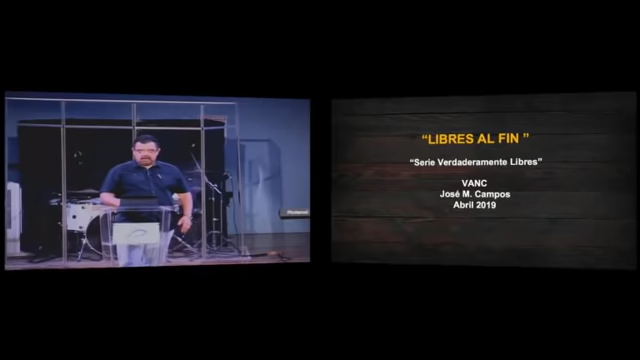 “LIBRES AL FIN ”
“Serie Verdaderamente Libres”
VANC
José M. Campos
Abril 2019